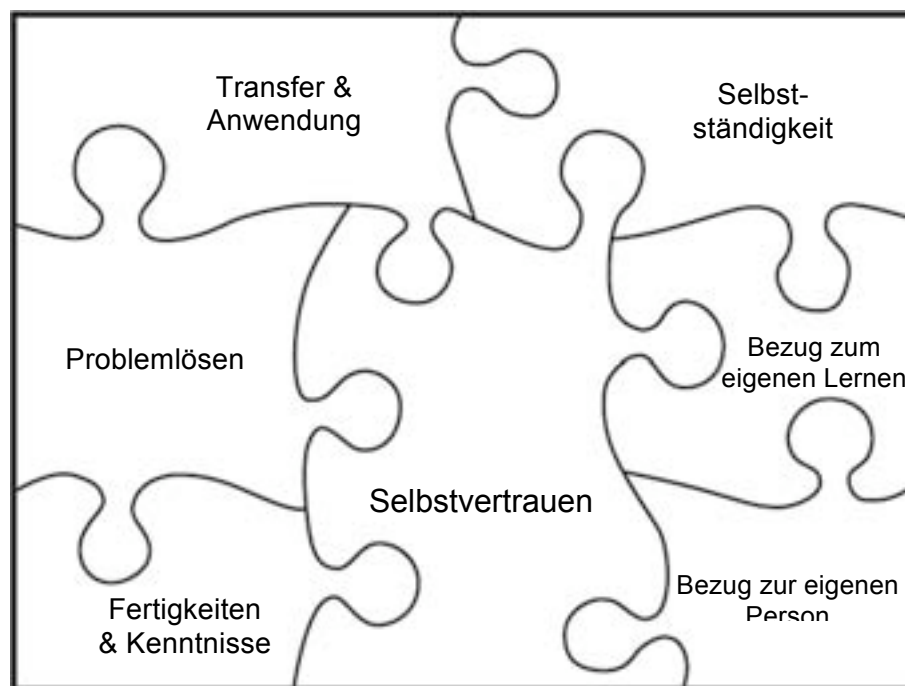 Transfer &
Anwendung
Selbst-
ständigkeit
Problemlösen
Bezug zum
eigenen Lernen
Selbstvertrauen
Fertigkeiten
& Kenntnisse
Bezug zur eigenen
Person